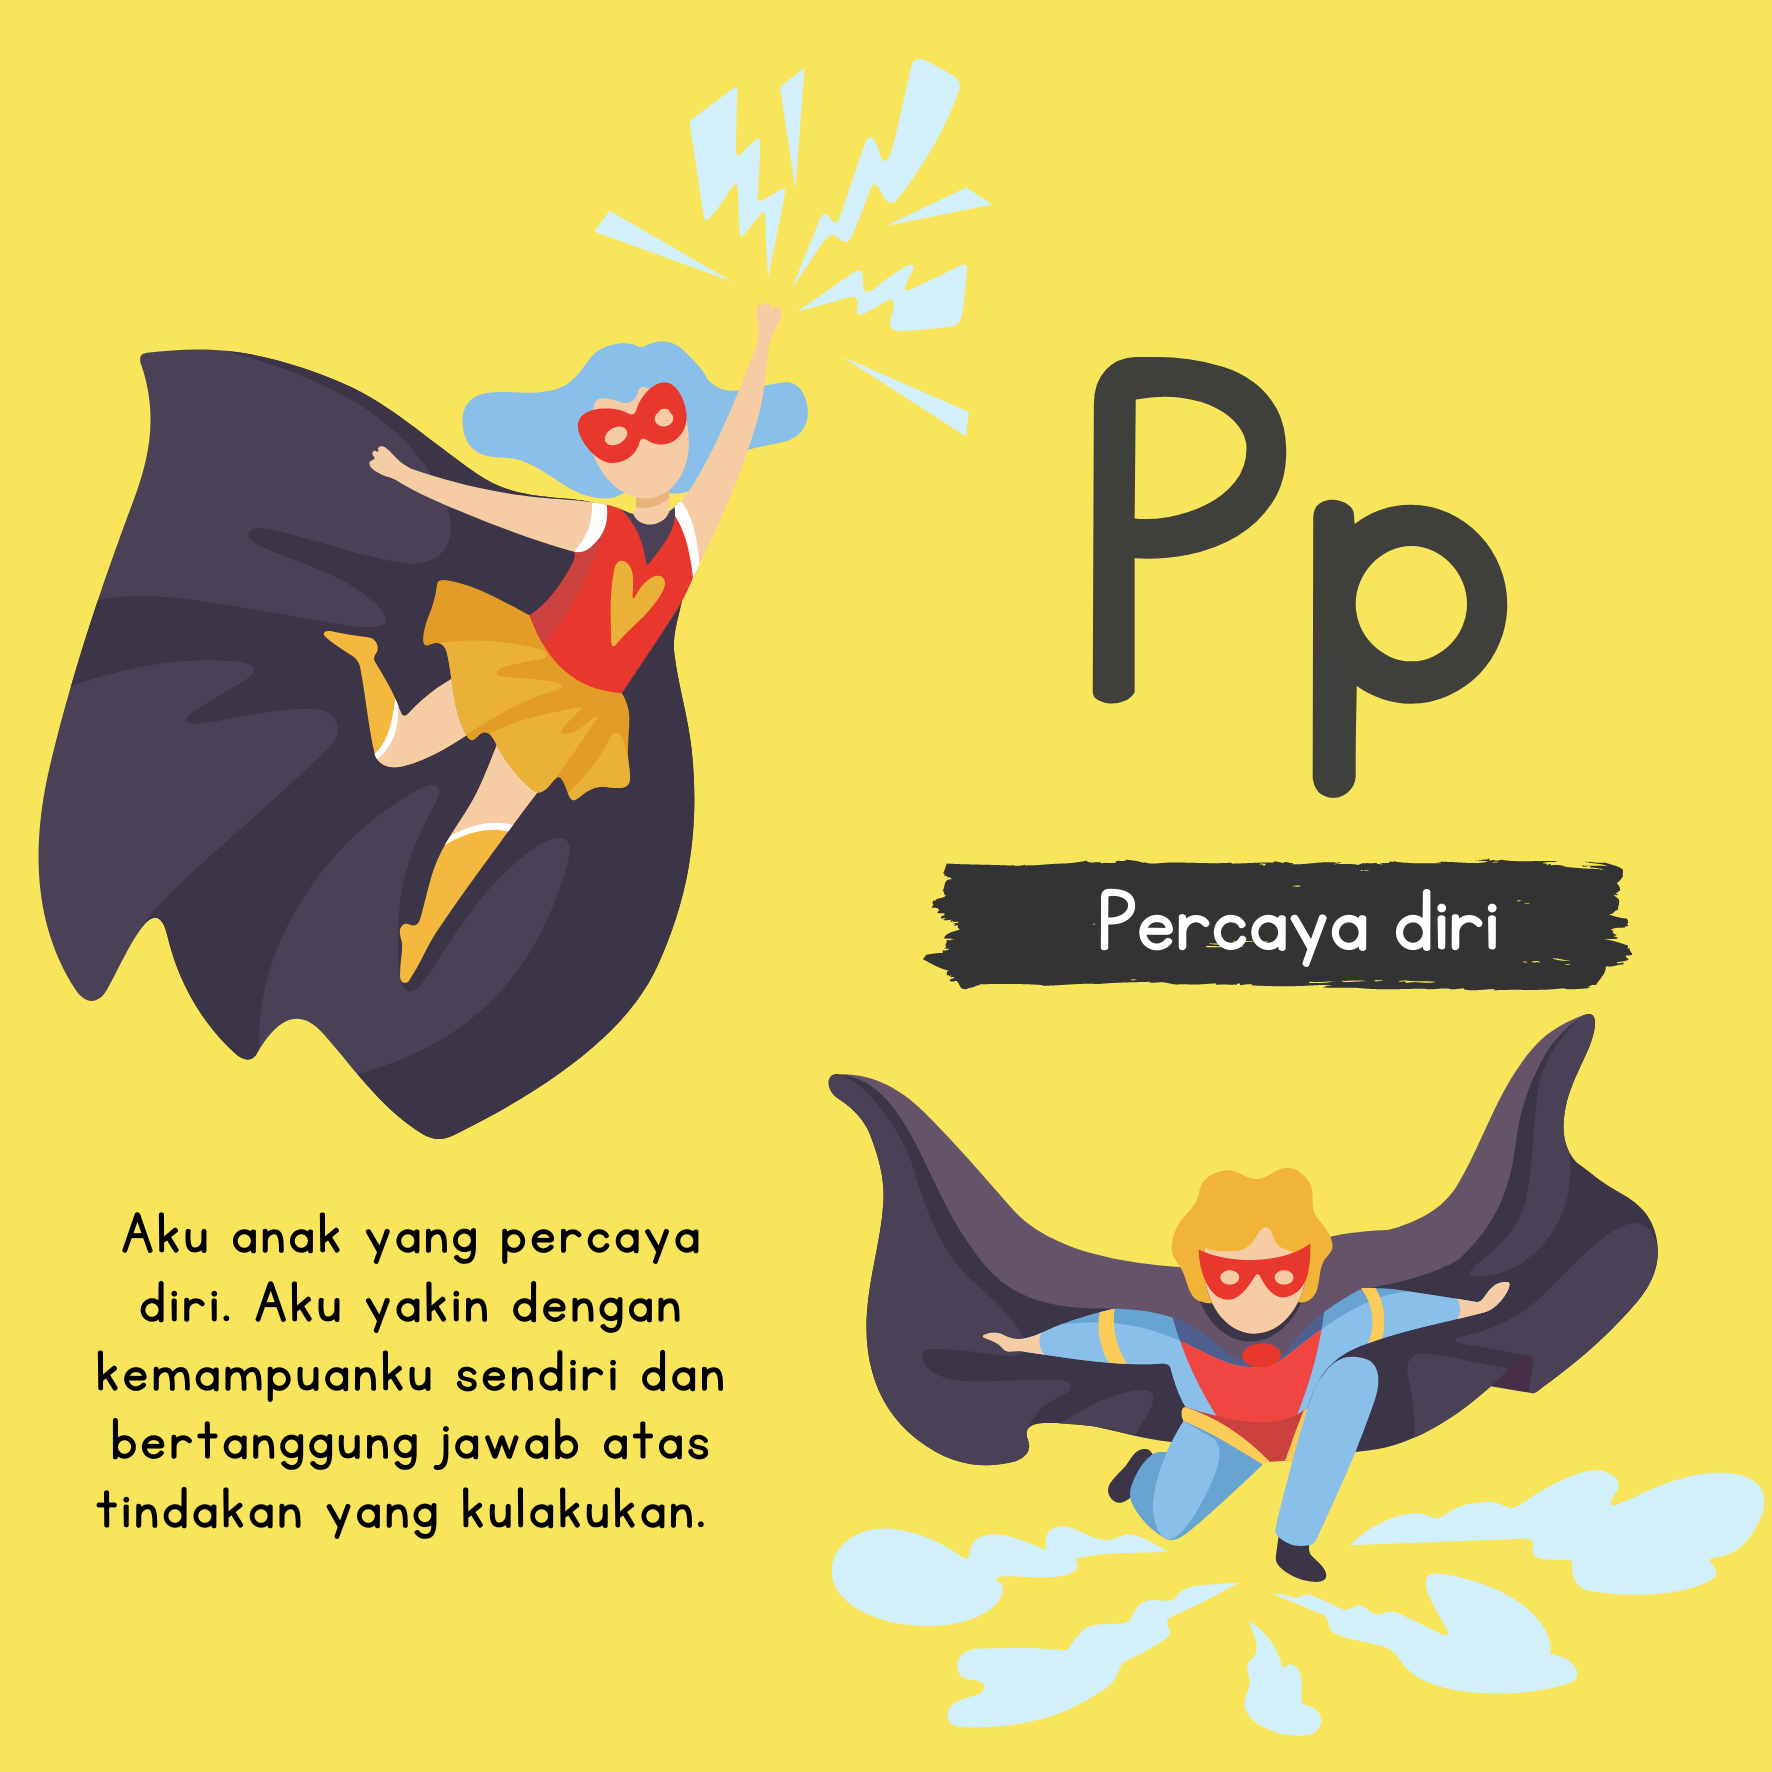 Pp
Percaya diri
Aku anak yang percaya
diri. Aku yakin dengan
kemampuanku sendiri dan
bertanggung jawab atas
tindakan yang kulakukan.